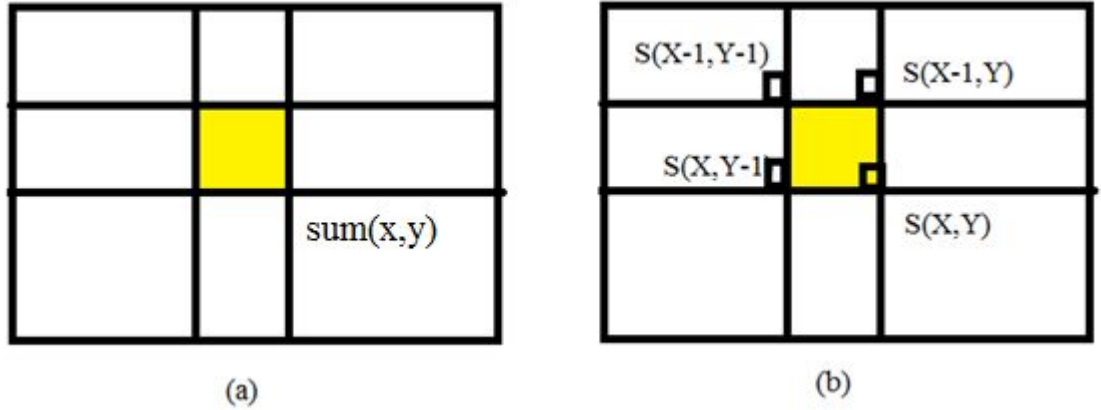 sum(x,y)
(a)
S(X-1,Y-1)
S(X-1,Y)
S(X,Y-1)
S(X,Y)
(b)